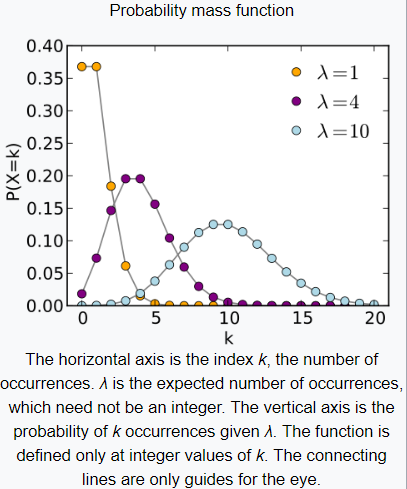 Probability mass function
0.40
0.35
0.30
0.25
0.20
0.15
0.10
0.05
0.00
P(X=k)
λ=1
λ=4
λ=10
0 5 10 15 20
k
The horizontal axis is the index k, the number of
occurrences. λ is the expected number of occurrences,
which need not be an integer. The vertical axis is the
probability of k occurrences given λ. The function is
defined only at integer values of k. The connecting
lines are only guides for the eye.